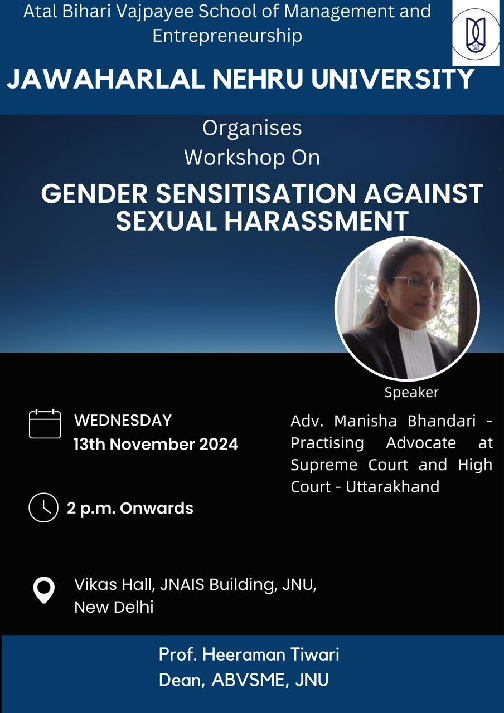 Atal Bihari Vajpayee School of Management and
Entrepreneurship
JAWAHARLAL NEHRU UNIVERSITY
Organises
Workshop On
GENDER SENSITISATION AGAINST
SEXUAL HARASSMENT
Speaker
Adv. Manisha Bhandari -
Practising Advocate at
Supreme Court and High
Court - Uttarakhand
WEDNESDAY
13th November 2024
2 p.m. Onwards
Vikas Hall, JNAIS Building, JNU,
New Delhi
Prof. Heeraman Tiwari
Dean, ABVSME, JNU